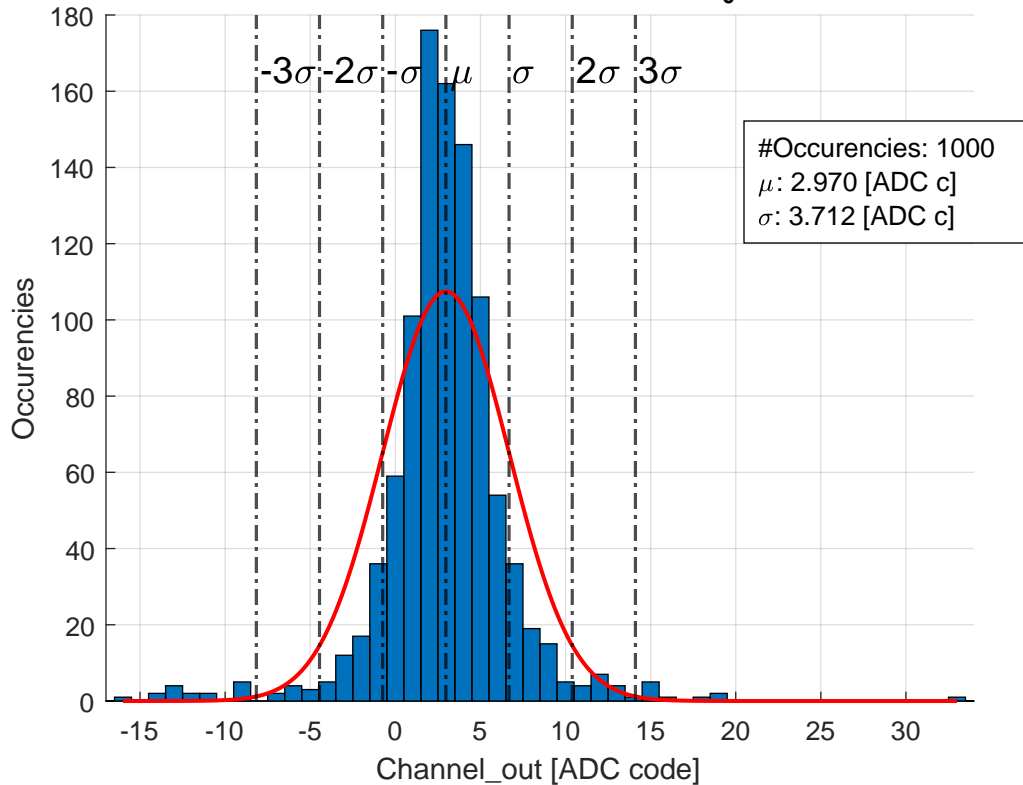 180
160
140
120
100
80
60
40
20
0
Occurencies
-3σ -2σ -σ μ σ 2σ 3σ
#Occurencies: 1000
μ: 2.970 [ADC c]
σ: 3.712 [ADC c]
-15 -10 -5 0 5 10 15 20 25 30
Channel_out [ADC code]